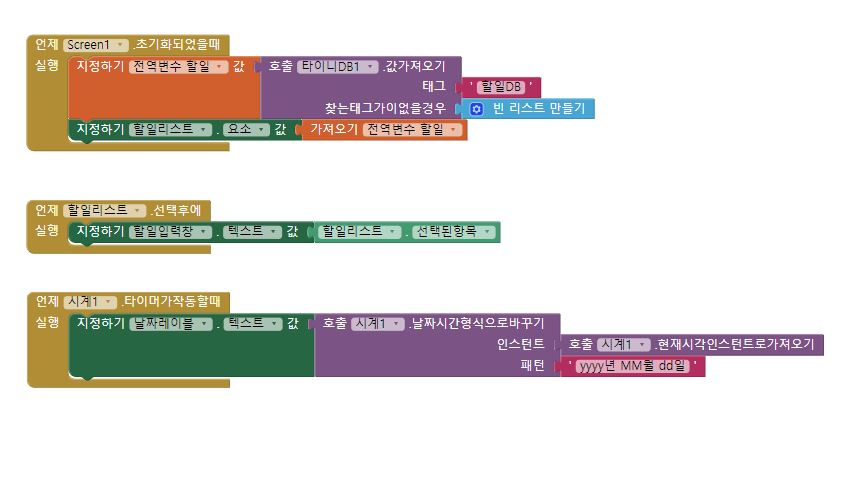 언제 Screen1 .초기화되었을때
실행 지정하기 전역변수 할일 값 호출 타이니DB1 .값가져오기
태그 ' 할일DB '
찾는태그가이없을경우 빈 리스트 만들기
지정하기 할일리스트 . 요소 값 가져오기 전역변수 할일
언제 할일리스트 .선택후에
실행 지정하기 할일입력창 . 텍스트 값 할일리스트 . 선택된항목
언제 시계1 .타이머가작동할때
실행 지정하기 날짜레이블 . 텍스트 값 호출 시계1 .날짜시간형식으로바꾸기
인스턴트 호출 시계1 .현재시각인스턴트로가져오기
패턴 ' yyyy년 MM월 dd일 '